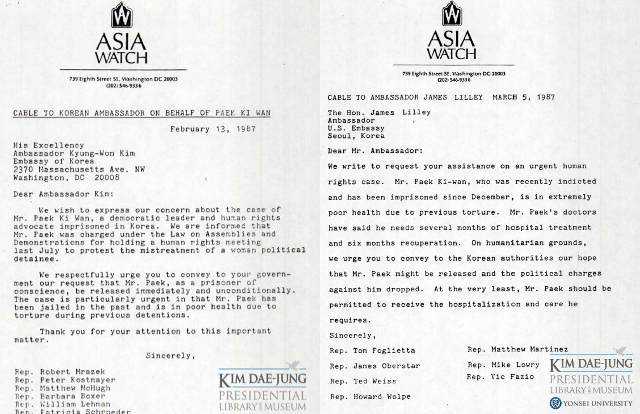 ASIA
WATCH
739 Eighth Street SE, Washington DC 20003
(202) 546-9336
CABLE TO KOREAN AMBASSADOR ON BEHALF OF PAEK KI WAN
February 13, 1987
His Excellency
Ambassador Kyung-Won Kim
Embassy of Korea
2370 Massachusetts Ave. NW
Washington, DC 20008
Dear Ambassador Kim:
We wish to express our concern about the case of
Mr. Paek Ki Wan, a democratic leader and human rights
advocate imprisoned in Korea. We are informed that
Mr. Paek was charged under the Law on Assemblies and
Demonstrations for holding a human rights meeting
last July to protest the mistreatment of a woman political
detainee.
We respectfully urge you to convey to your govern-
ment our request that Mr. Paek, as a prisoner of
conscience, be released immediately and unconditionally.
The case is particularly urgent in that Mr. Paek has
been jailed in the past and is in poor health due to
torture during previous detentions.
Thank you for your attention to this important
matter.
Sincerely,
Rep. Robert Mrazek
Rep. Peter Kostmayer
Rep. Matthew McHugh
Rep. Barbara Boxer
Rep. William Lehman
Rep. Patricia Schroeder
KIM DAE-JUNG
PRESIDENTIAL
LIBRARY & MUSEUM
ASIA
WATCH
739 Eighth Street SE, Washington DC 20003
(202) 546-9336
CABLE TO AMBASSADOR JAMES LILLEY MARCH 5, 1987
The Hon. James Lilley
Ambassador
U.S. Embassy
Seoul, Korea
Dear Mr. Ambassador:
We write to request your assistance on an urgent human
rights case. Mr. Paek Ki-wan, who was recently indicted
and has been imprisoned since December, is in extremely
poor health due to previous torture. Mr. Paek's doctors
have said he needs several months of hospital treatment
and six months recuperation. On humanitarian grounds,
we urge you to convey to the Korean authorities our hope
that Mr. Paek might be released and the political charges
against him dropped. At the very least, Mr. Paek should be
permitted to receive the hospitalization and care he
requires.
Sincerely,
Rep. Tom Foglietta
Rep. James Oberstar
Rep. Ted Weiss
Rep. Howard Wolpe
Rep. Matthew Martinez
Rep. Mike Lowry
Rep. Vic Fazio
KIM DAE-JUNG
PRESIDENTIAL
LIBRARY & MUSEUM
YONSEI UNIVERSITY